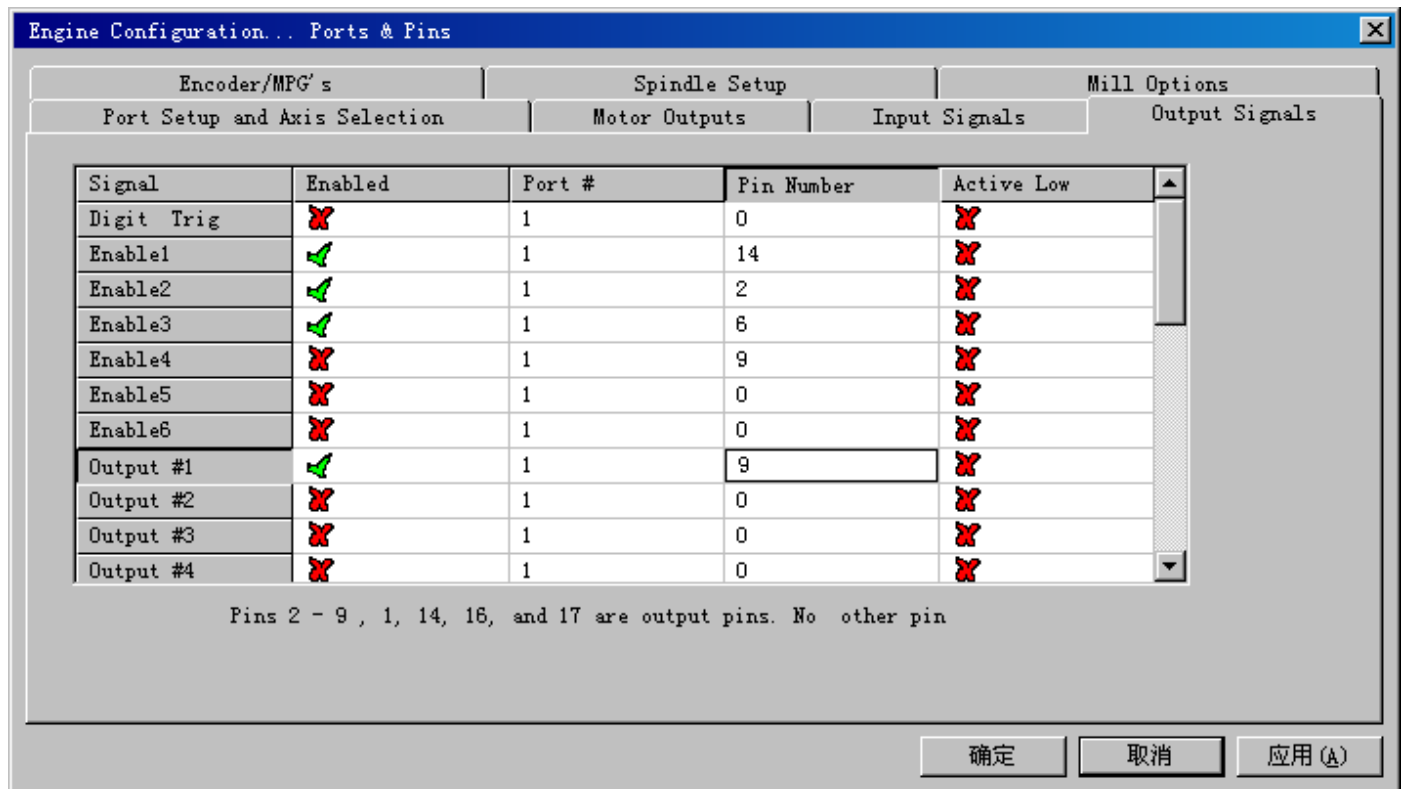 Engine Configuration... Ports & Pins
Encoder/MPG's Spindle Setup Mill Options
Port Setup and Axis Selection Motor Outputs Input Signals Output Signals
Signal Enabled Port # Pin Number Active Low
Digit Trig 1 0
Enable1 1 14
Enable2 1 2
Enable3 1 6
Enable4 1 9
Enable5 1 0
Enable6 1 0
Output #1 1 9
Output #2 1 0
Output #3 1 0
Output #4 1 0
Pins 2 - 9 , 1, 14, 16, and 17 are output pins. No other pin
确定 取消 应用(A)